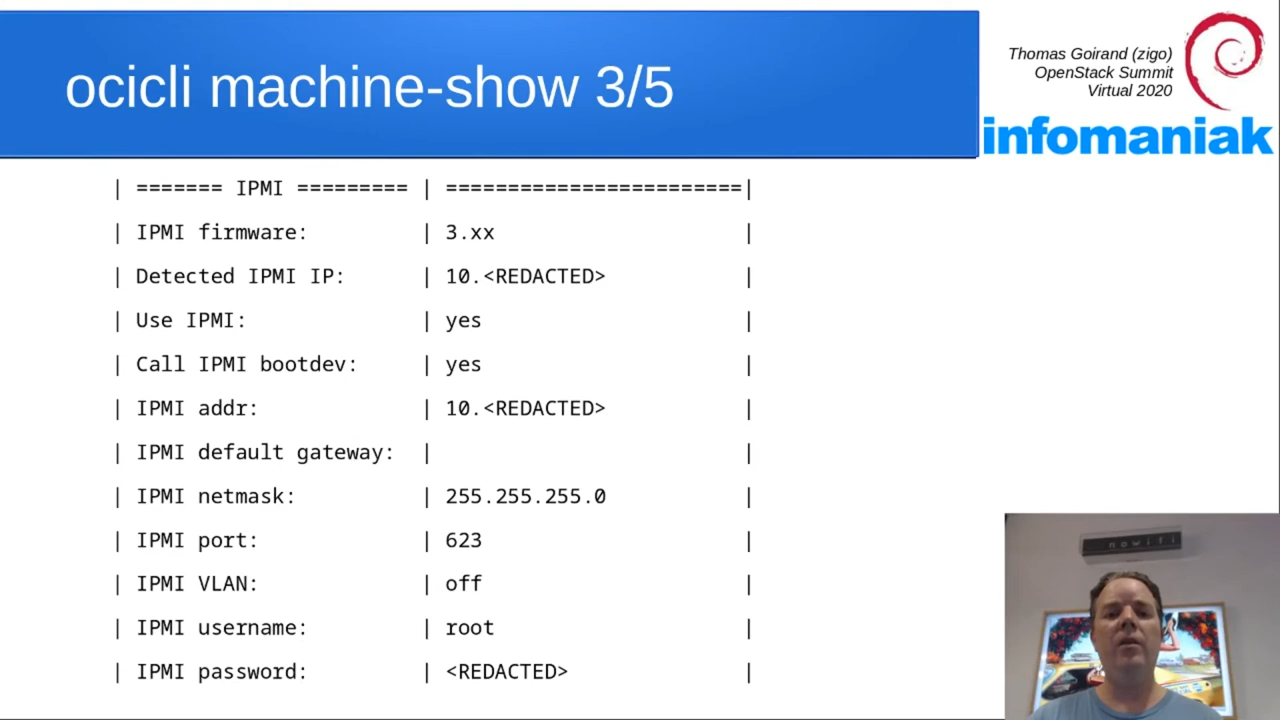 ocicli machine-show 3/5
Thomas Goirand (zigo)
OpenStack Summit
Virtual 2020
infomaniak
| ======= IPMI ========= | ========================|
| IPMI firmware: | 3.xx |
| Detected IPMI IP: | 10.<REDACTED> |
| Use IPMI: | yes |
| Call IPMI bootdev: | yes |
| IPMI addr: | 10.<REDACTED> |
| IPMI default gateway: | |
| IPMI netmask: | 255.255.255.0 |
| IPMI port: | 623 |
| IPMI VLAN: | off |
| IPMI username: | root |
| IPMI password: | <REDACTED> |
nowifi